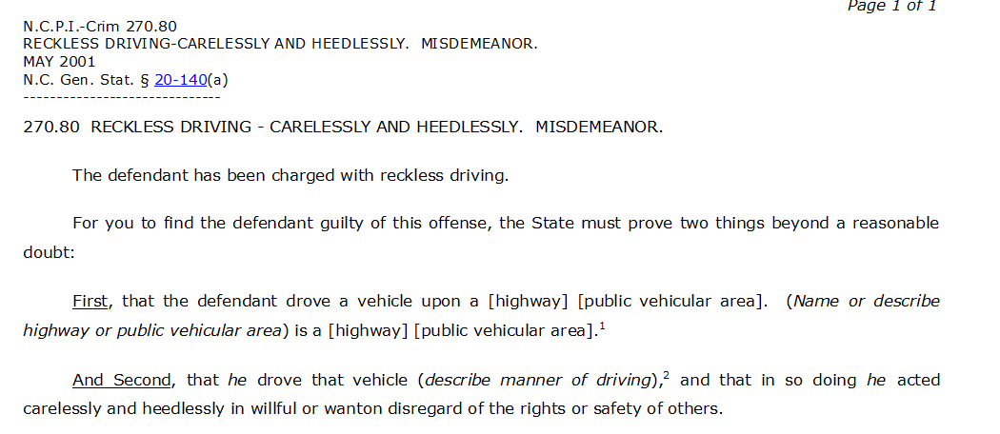 Page 1 of 1
N.C.P.I.-Crim 270.80
RECKLESS DRIVING-CARELESSLY AND HEEDLESSLY.  MISDEMEANOR.
MAY 2001
N.C. Gen. Stat. § 20-140(a)
------------------------------
270.80  RECKLESS DRIVING - CARELESSLY AND HEEDLESSLY.  MISDEMEANOR.
The defendant has been charged with reckless driving.
For you to find the defendant guilty of this offense, the State must prove two things beyond a reasonable
doubt:
First, that the defendant drove a vehicle upon a [highway] [public vehicular area].  (Name or describe
highway or public vehicular area) is a [highway] [public vehicular area].¹
And Second, that he drove that vehicle (describe manner of driving),² and that in so doing he acted
carelessly and heedlessly in willful or wanton disregard of the rights or safety of others.